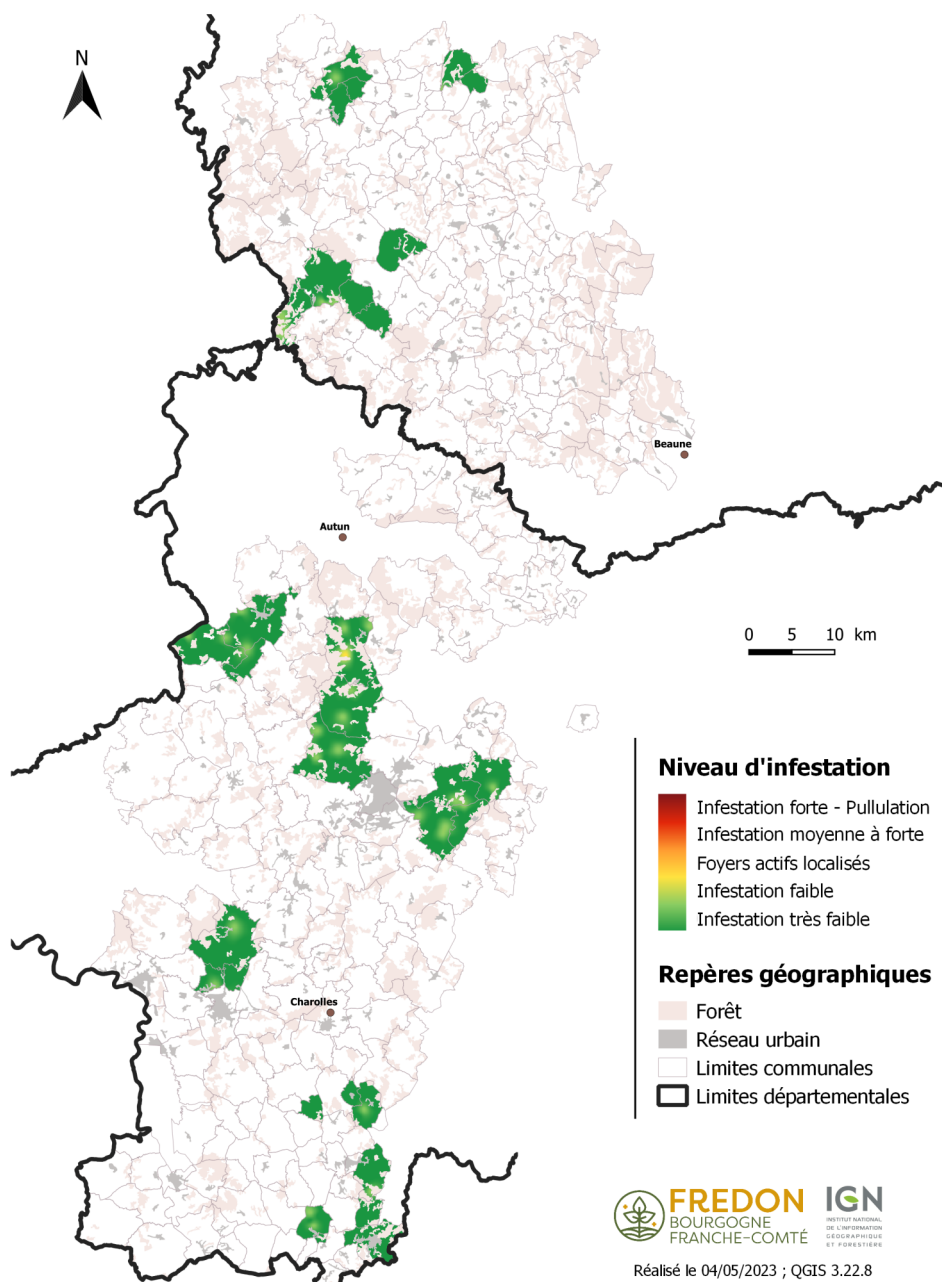 N
Beaune
Autun
0 5 10 km
Niveau d'infestation
Infestation forte - Pullulation
Infestation moyenne à forte
Foyers actifs localisés
Infestation faible
Infestation très faible
Repères géographiques
Forêt
Réseau urbain
Limites communales
Limites départementales
Charolles
FREDON
BOURGOGNE
FRANCHE-COMTÉ
IGN
INSTITUT NATIONAL
DE L'INFORMATION
GÉOGRAPHIQUE
ET FORESTIÈRE
Réalisé le 04/05/2023 ; QGIS 3.22.8